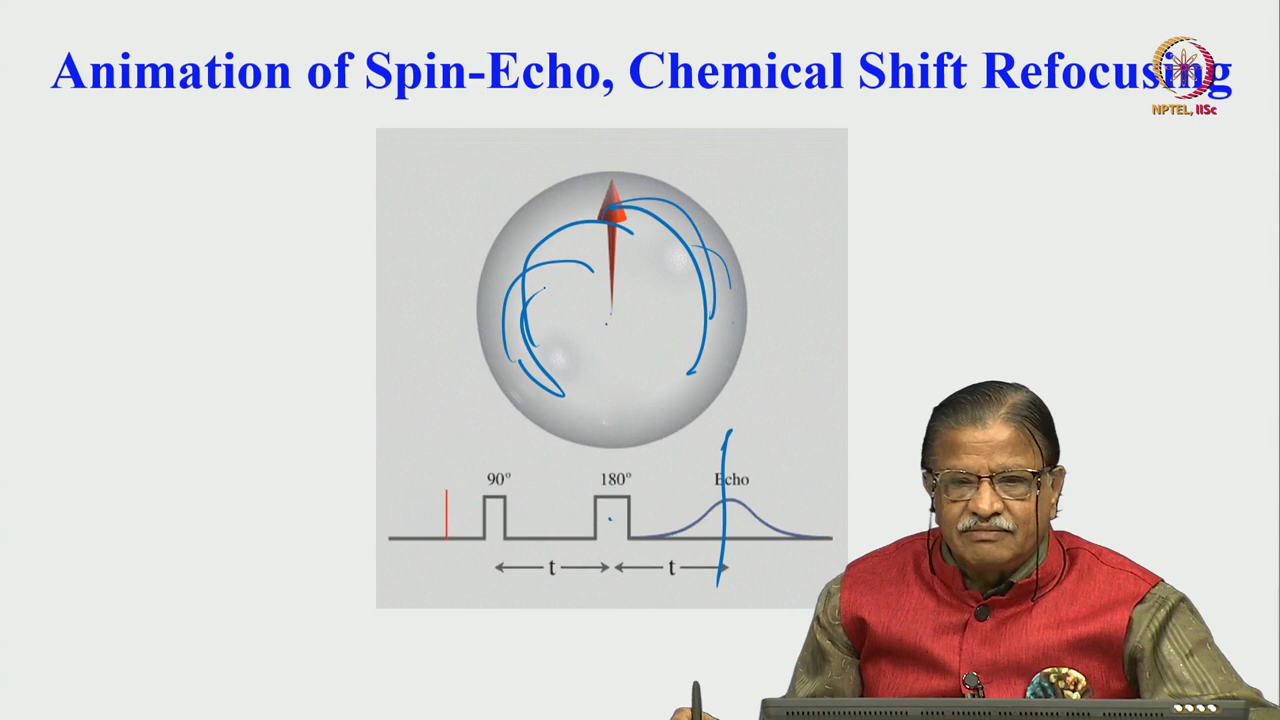 Animation of Spin-Echo, Chemical Shift Refocusing
NPTEL, IISc
90° 180° Echo
t t